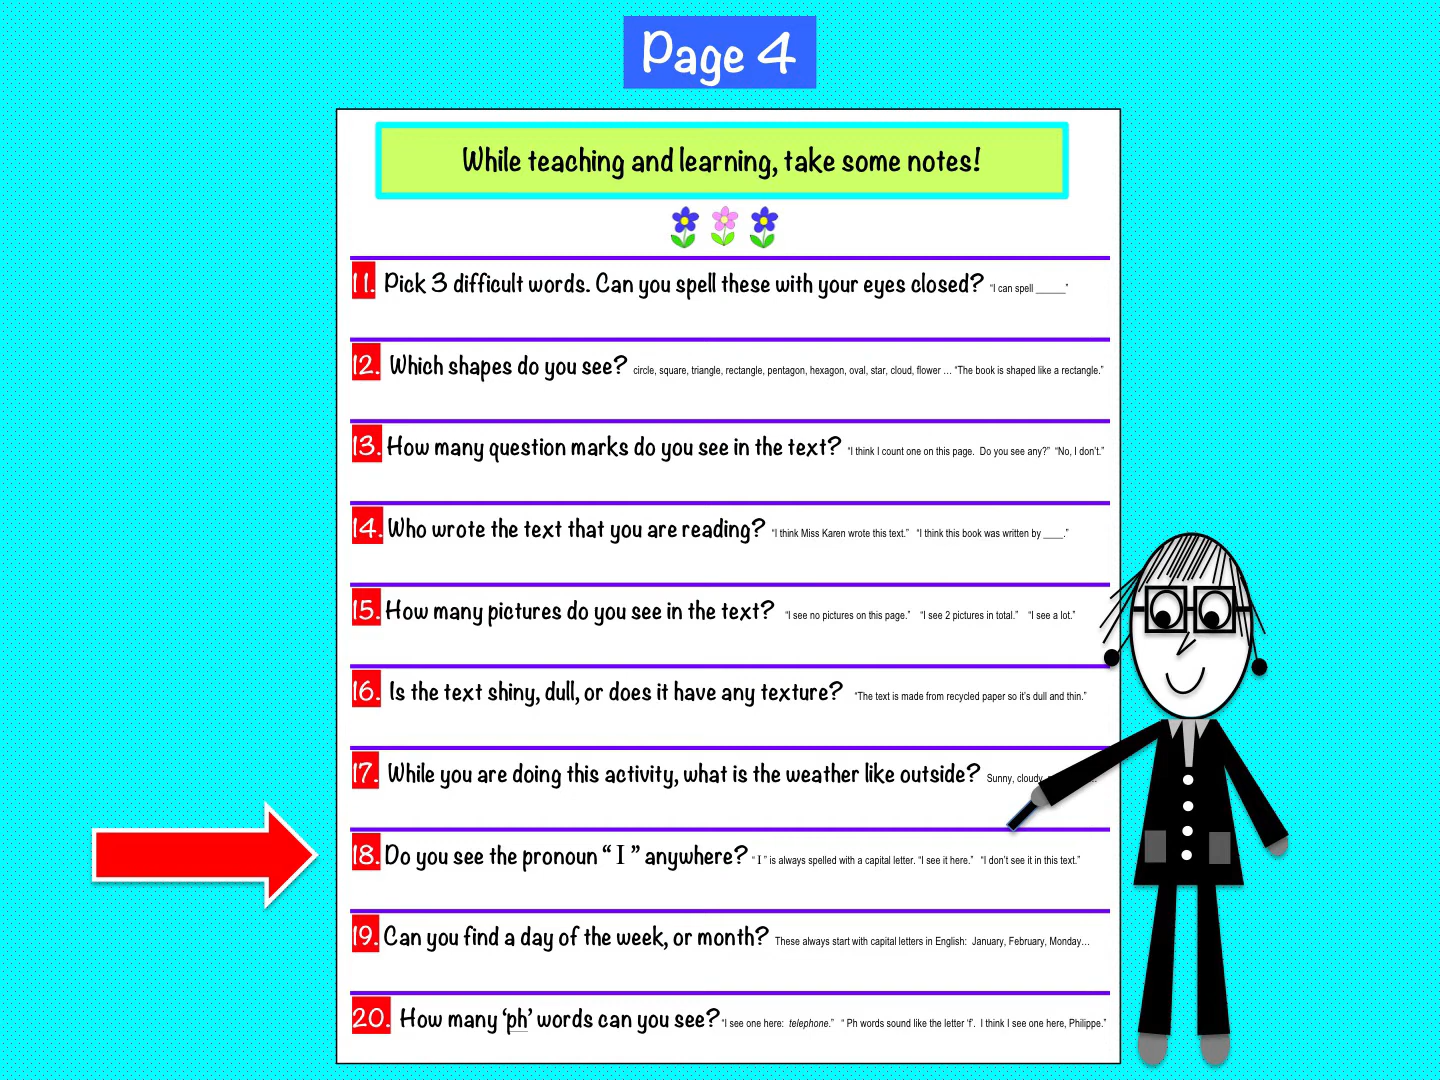 Page 4
While teaching and learning, take some notes!
11. Pick 3 difficult words. Can you spell these with your eyes closed? "I can spell _____"
12. Which shapes do you see? circle, square, triangle, rectangle, pentagon, hexagon, oval, star, cloud, flower … "The book is shaped like a rectangle."
13. How many question marks do you see in the text? "I think I count one on this page. Do you see any?" "No, I don't."
14. Who wrote the text that you are reading? "I think Miss Karen wrote this text." "I think this book was written by ____."
15. How many pictures do you see in the text? "I see no pictures on this page." "I see 2 pictures in total." "I see a lot."
16. Is the text shiny, dull, or does it have any texture? "The text is made from recycled paper so it's dull and thin."
17. While you are doing this activity, what is the weather like outside? Sunny, cloudy,
18. Do you see the pronoun " I " anywhere? " I " is always spelled with a capital letter. "I see it here." "I don't see it in this text."
19. Can you find a day of the week, or month? These always start with capital letters in English: January, February, Monday…
20. How many 'ph' words can you see? "I see one here: telephone." " Ph words sound like the letter 'f'. I think I see one here, Philippe."